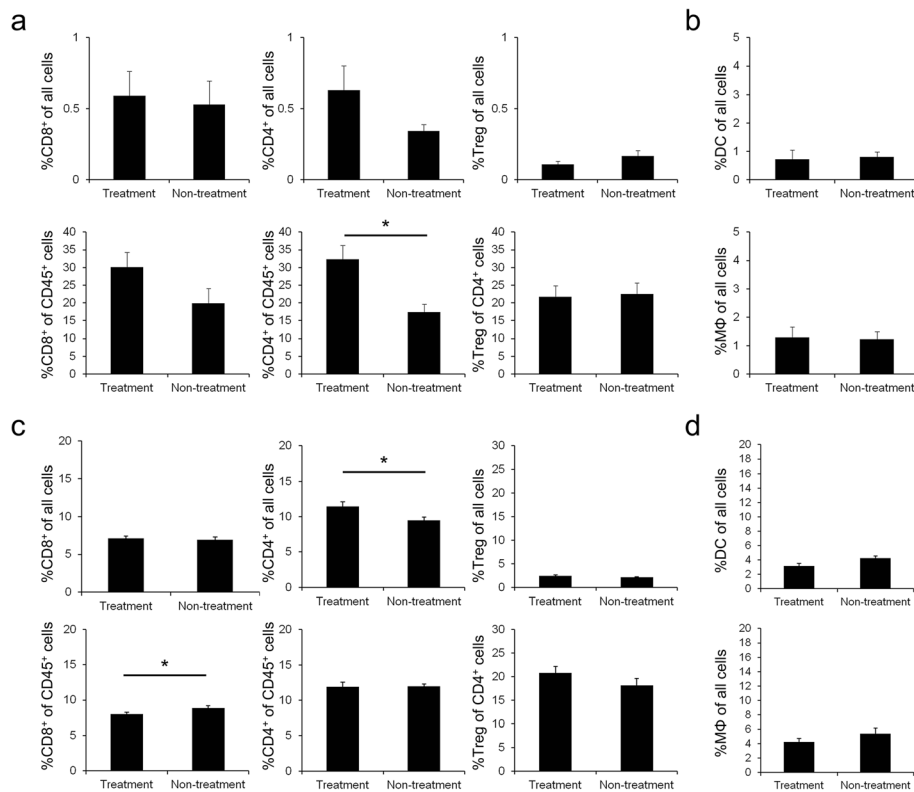 a
%CD8⁺ of all cells
1
0.5
0
Treatment
Non-treatment
%CD4⁺ of all cells
1
0.5
0
Treatment
Non-treatment
%Treg of all cells
1
0.5
0
Treatment
Non-treatment
b
%DC of all cells
5
4
3
2
1
0
Treatment
Non-treatment
%CD8⁺ of CD45⁺ cells
40
35
30
25
20
15
10
5
0
Treatment
Non-treatment
%CD4⁺ of CD45⁺ cells
40
35
30
25
20
15
10
5
0
*
Treatment
Non-treatment
%Treg of CD4⁺ cells
40
35
30
25
20
15
10
5
0
Treatment
Non-treatment
%MΦ of all cells
5
4
3
2
1
0
Treatment
Non-treatment
c
%CD8⁺ of all cells
20
15
10
5
0
Treatment
Non-treatment
%CD4⁺ of all cells
20
15
10
5
0
*
Treatment
Non-treatment
%Treg of all cells
30
25
20
15
10
5
0
Treatment
Non-treatment
d
%DC of all cells
20
18
16
14
12
10
8
6
4
2
0
Treatment
Non-treatment
%CD8⁺ of CD45⁺ cells
20
15
10
5
0
*
Treatment
Non-treatment
%CD4⁺ of CD45⁺ cells
20
15
10
5
0
Treatment
Non-treatment
%Treg of CD4⁺ cells
30
25
20
15
10
5
0
Treatment
Non-treatment
%MΦ of all cells
20
18
16
14
12
10
8
6
4
2
0
Treatment
Non-treatment